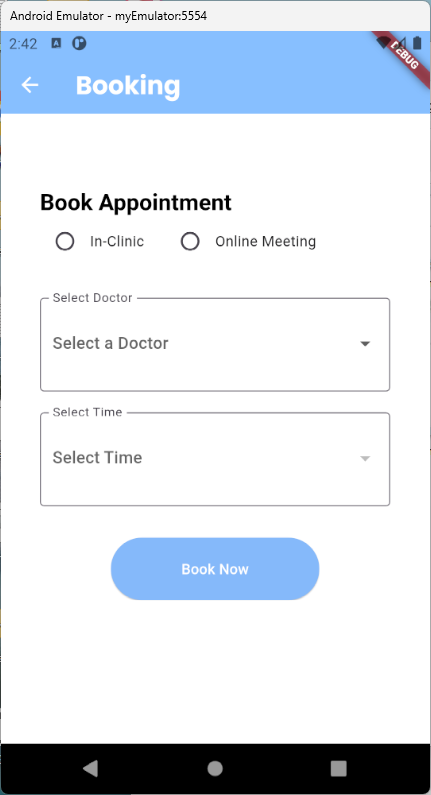 Android Emulator - myEmulator:5554
2:42
DEBUG
Booking
Book Appointment
In-Clinic Online Meeting
Select Doctor
Select a Doctor
Select Time
Select Time
Book Now